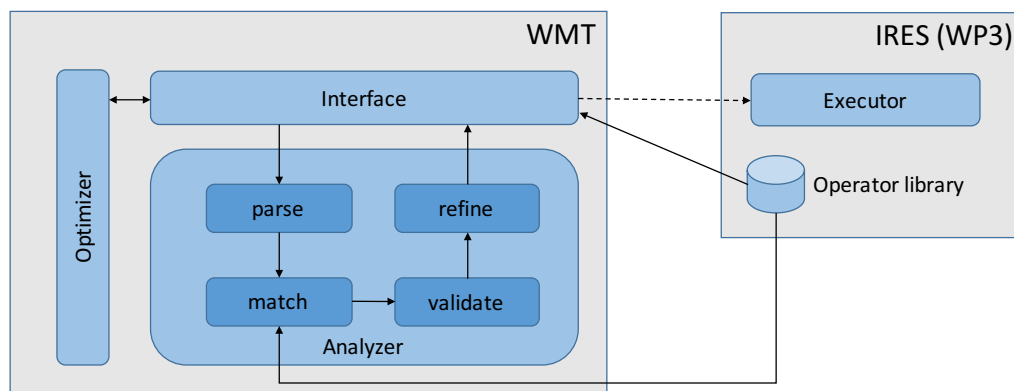 WMT
IRES (WP3)
Interface
Executor
Optimizer
parse
refine
Operator library
match
validate
Analyzer